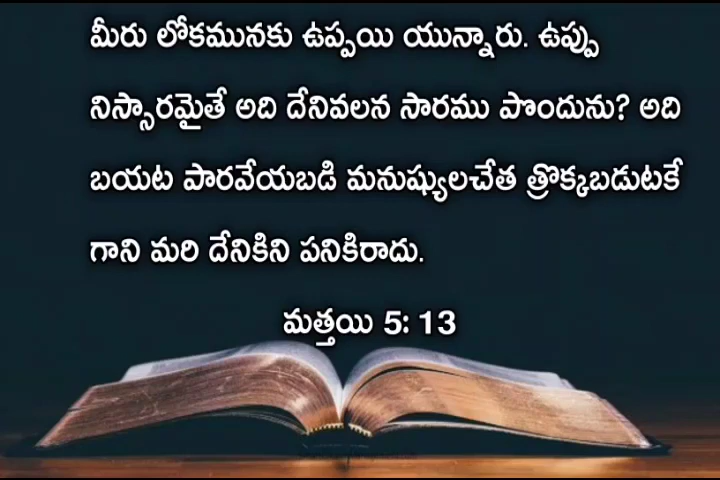 మీరు లోకమునకు ఉప్పయి యున్నారు. ఉప్పు
నిస్సారమైతే అది దేనివలన సారము పొందును? అది
బయట పారవేయబడి మనుష్యులచేత త్రొక్కబడుటకే
గాని మరి దేనికిని పనికిరాదు.
మత్తయి 5: 13